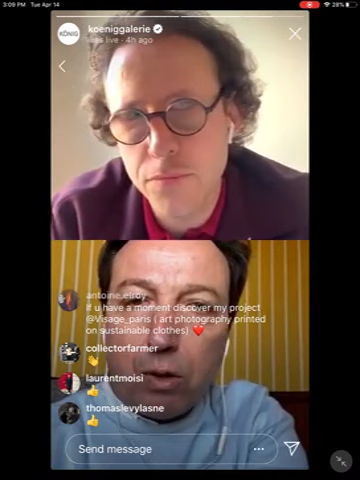 3:09 PM Tue Apr 14
28%
KÖNIG
koeniggalerie
was live · 4h ago
antoine.elroy
If u have a moment discover my project
@Visage_paris ( art photography printed
on sustainable clothes) ❤️
collectorfarmer
👏
laurentmoisi
👍
thomaslevylasne
👍
Send message